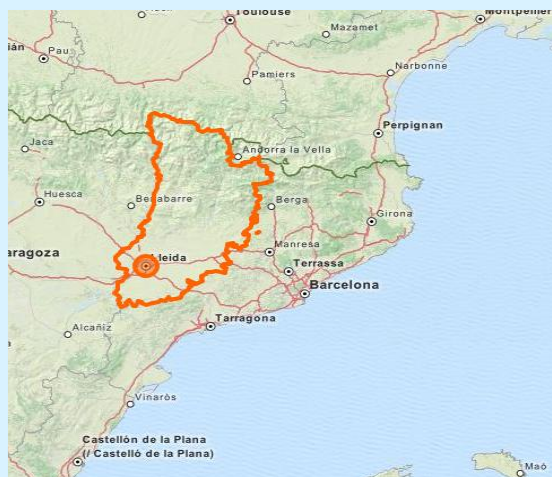 Toulouse
Montpellier
Mazamet
Pau
Narbonne
Pamiers
Perpignan
Jaca
Andorra la Vella
Huesca
Benabarre
Berga
Girona
aragoza
Lleida
Manresa
Terrassa
Barcelona
Tarragona
Alcañiz
Vinaròs
Castellón de la Plana
(/ Castelló de la Plana)
Maó